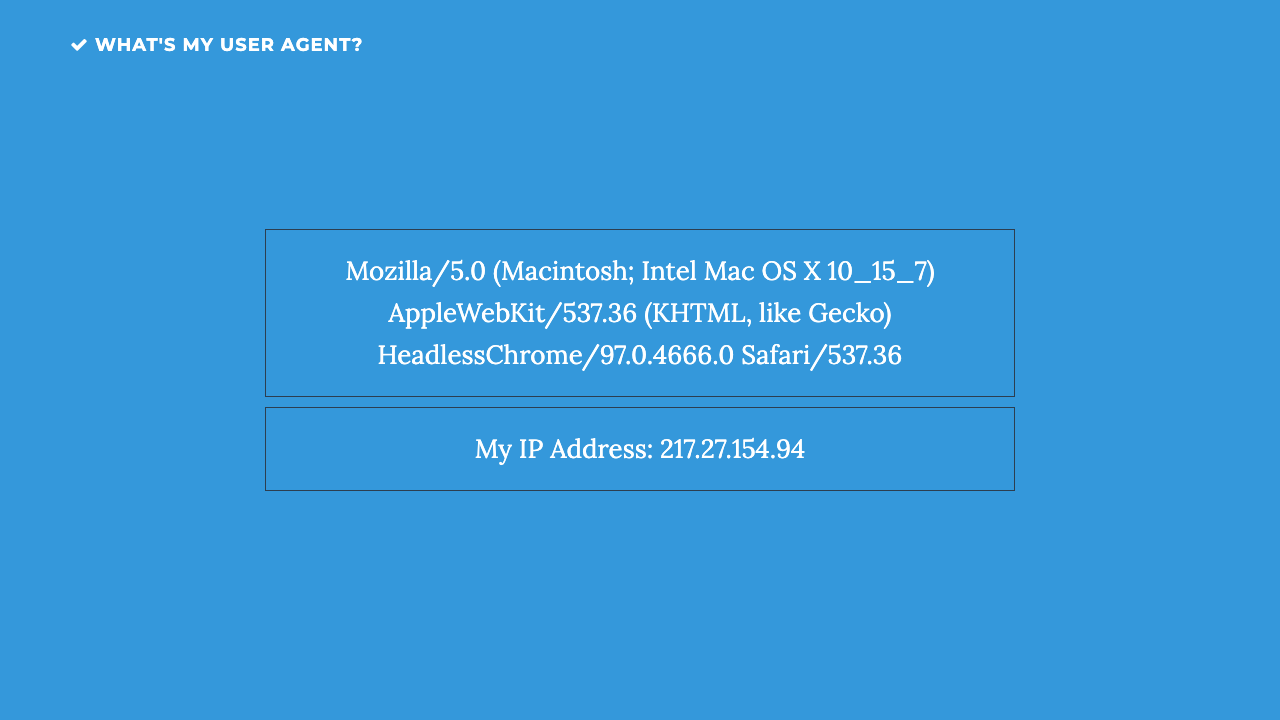 WHAT'S MY USER AGENT?
Mozilla/5.0 (Macintosh; Intel Mac OS X 10_15_7)
AppleWebKit/537.36 (KHTML, like Gecko)
HeadlessChrome/97.0.4666.0 Safari/537.36
My IP Address: 217.27.154.94